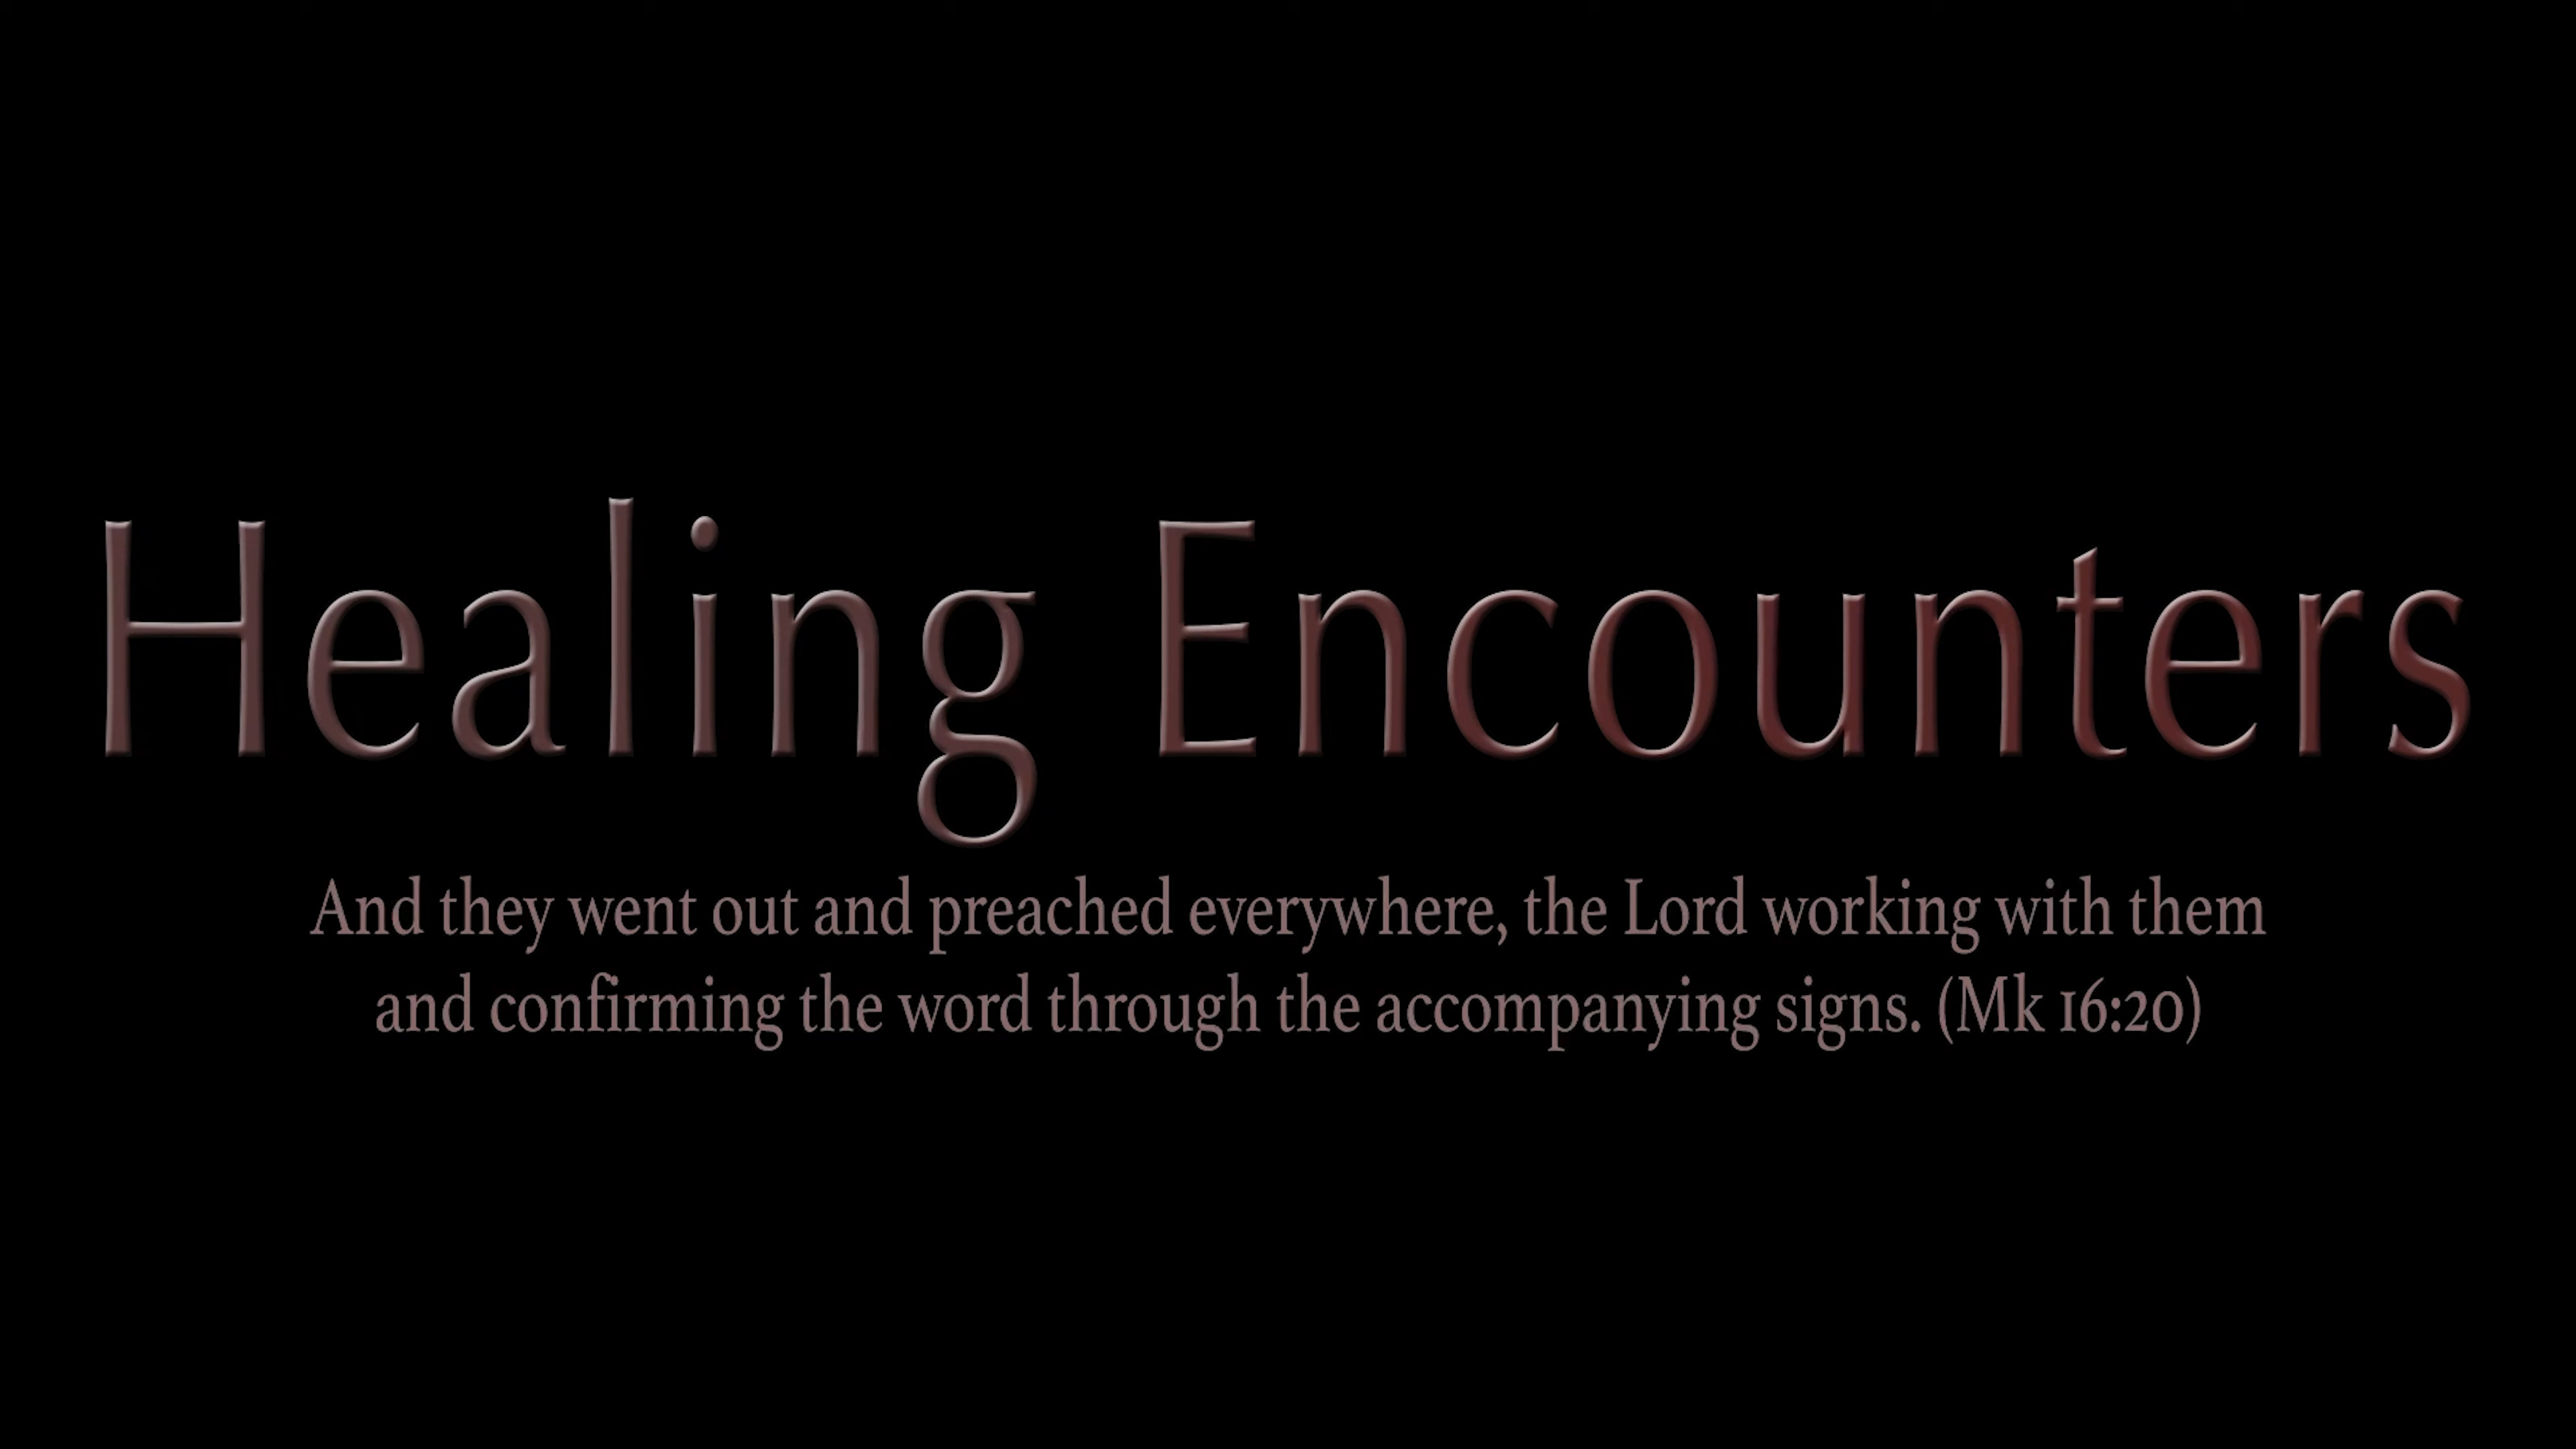 Healing Encounters
And they went out and preached everywhere, the Lord working with them
and confirming the word through the accompanying signs. (Mk 16:20)